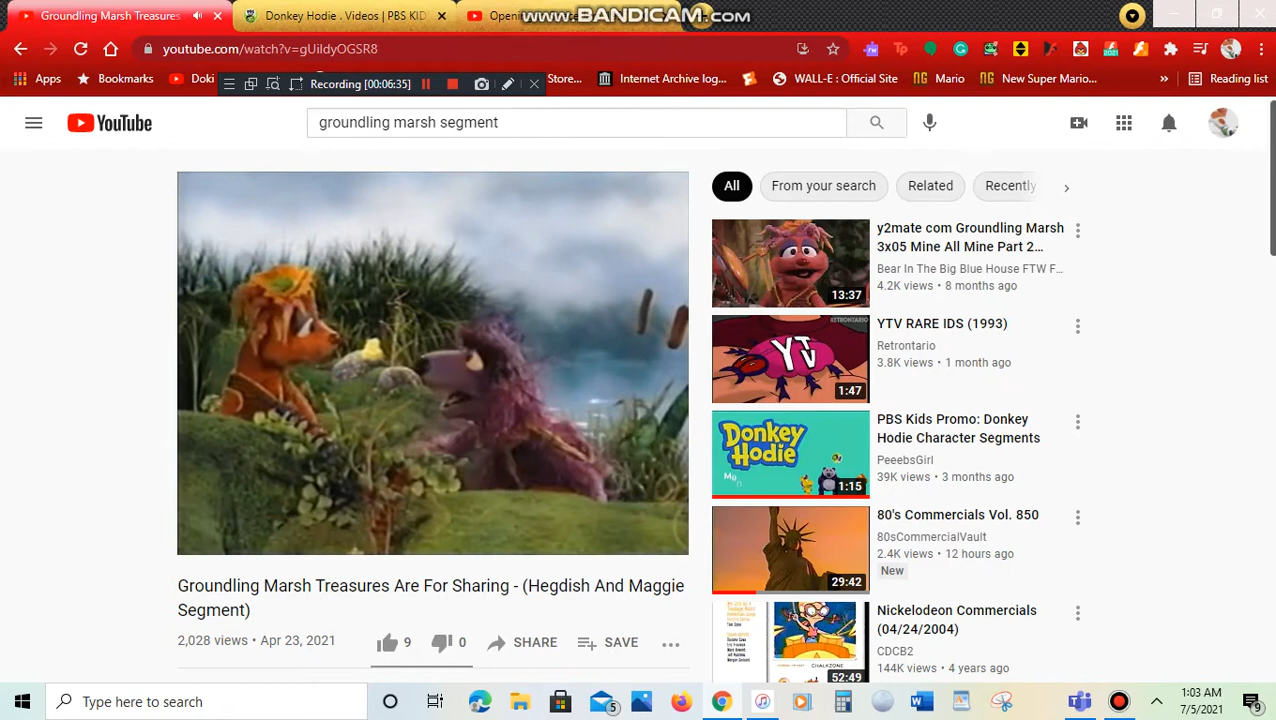 Groundling Marsh Treasures
Donkey Hodie . Videos | PBS KID
Openi
www.BANDICAM.com
youtube.com/watch?v=gUildyOGSR8
Apps
Bookmarks
Doki
Recording [00:06:35]
Store...
Internet Archive log...
WALL-E : Official Site
Mario
New Super Mario...
Reading list
YouTube
groundling marsh segment
All
From your search
Related
Recently
y2mate com Groundling Marsh
3x05 Mine All Mine Part 2...
Bear In The Big Blue House FTW F...
4.2K views • 8 months ago
13:37
YTV RARE IDS (1993)
Retrontario
3.8K views • 1 month ago
RETRONTARIO
YTV
1:47
PBS Kids Promo: Donkey
Hodie Character Segments
PeeebsGirl
39K views • 3 months ago
Donkey
Hodie
1:15
80's Commercials Vol. 850
80sCommercialVault
2.4K views • 12 hours ago
New
29:42
Nickelodeon Commercials
(04/24/2004)
CDCB2
144K views • 4 years ago
CHALKZONE
52:49
Groundling Marsh Treasures Are For Sharing - (Hegdish And Maggie
Segment)
2,028 views • Apr 23, 2021
9
0
SHARE
SAVE
Type here to search
5
1:03 AM
7/5/2021
9